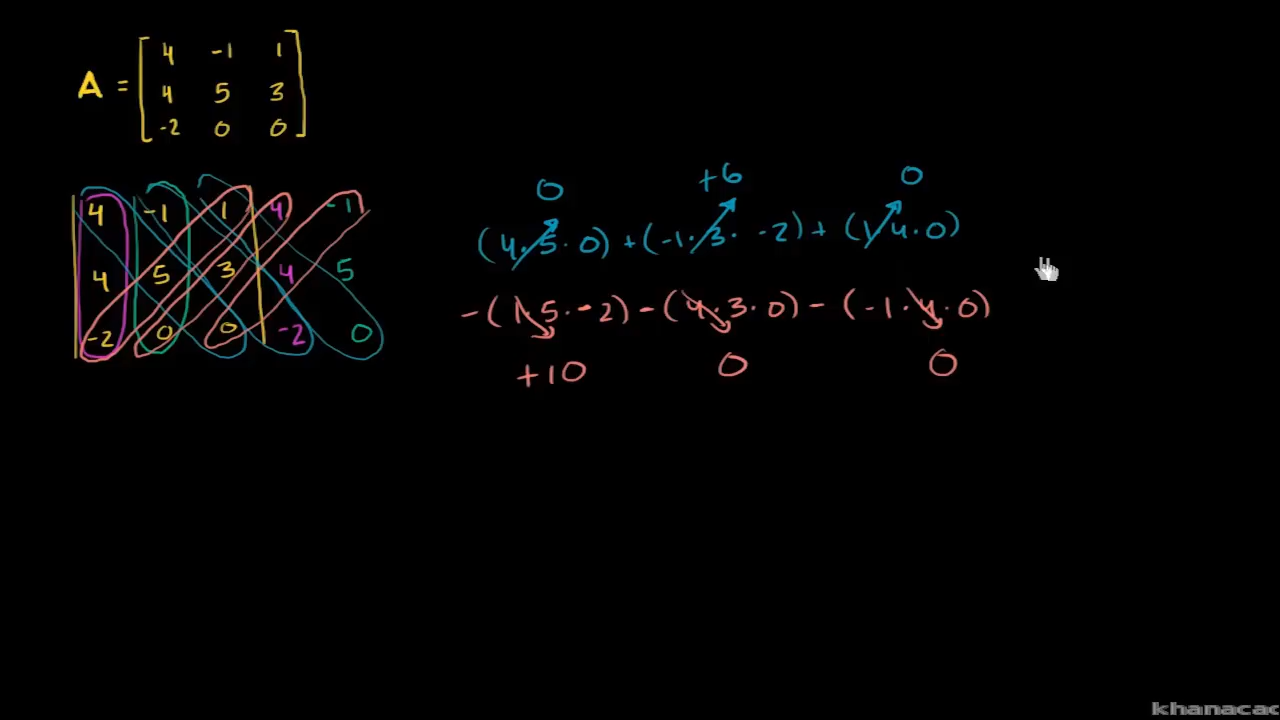 4 -1 1
A = 4 5 3
-2 0 0
0 +6 0
4 -1 1 4 -1
(4·5·0) + (-1·3·-2) + (1·4·0)
4 5 3 4 5
-(1·5·-2) - (4·3·0) - (-1·4·0)
-2 0 0 -2 0
+10 0 0
khanacac